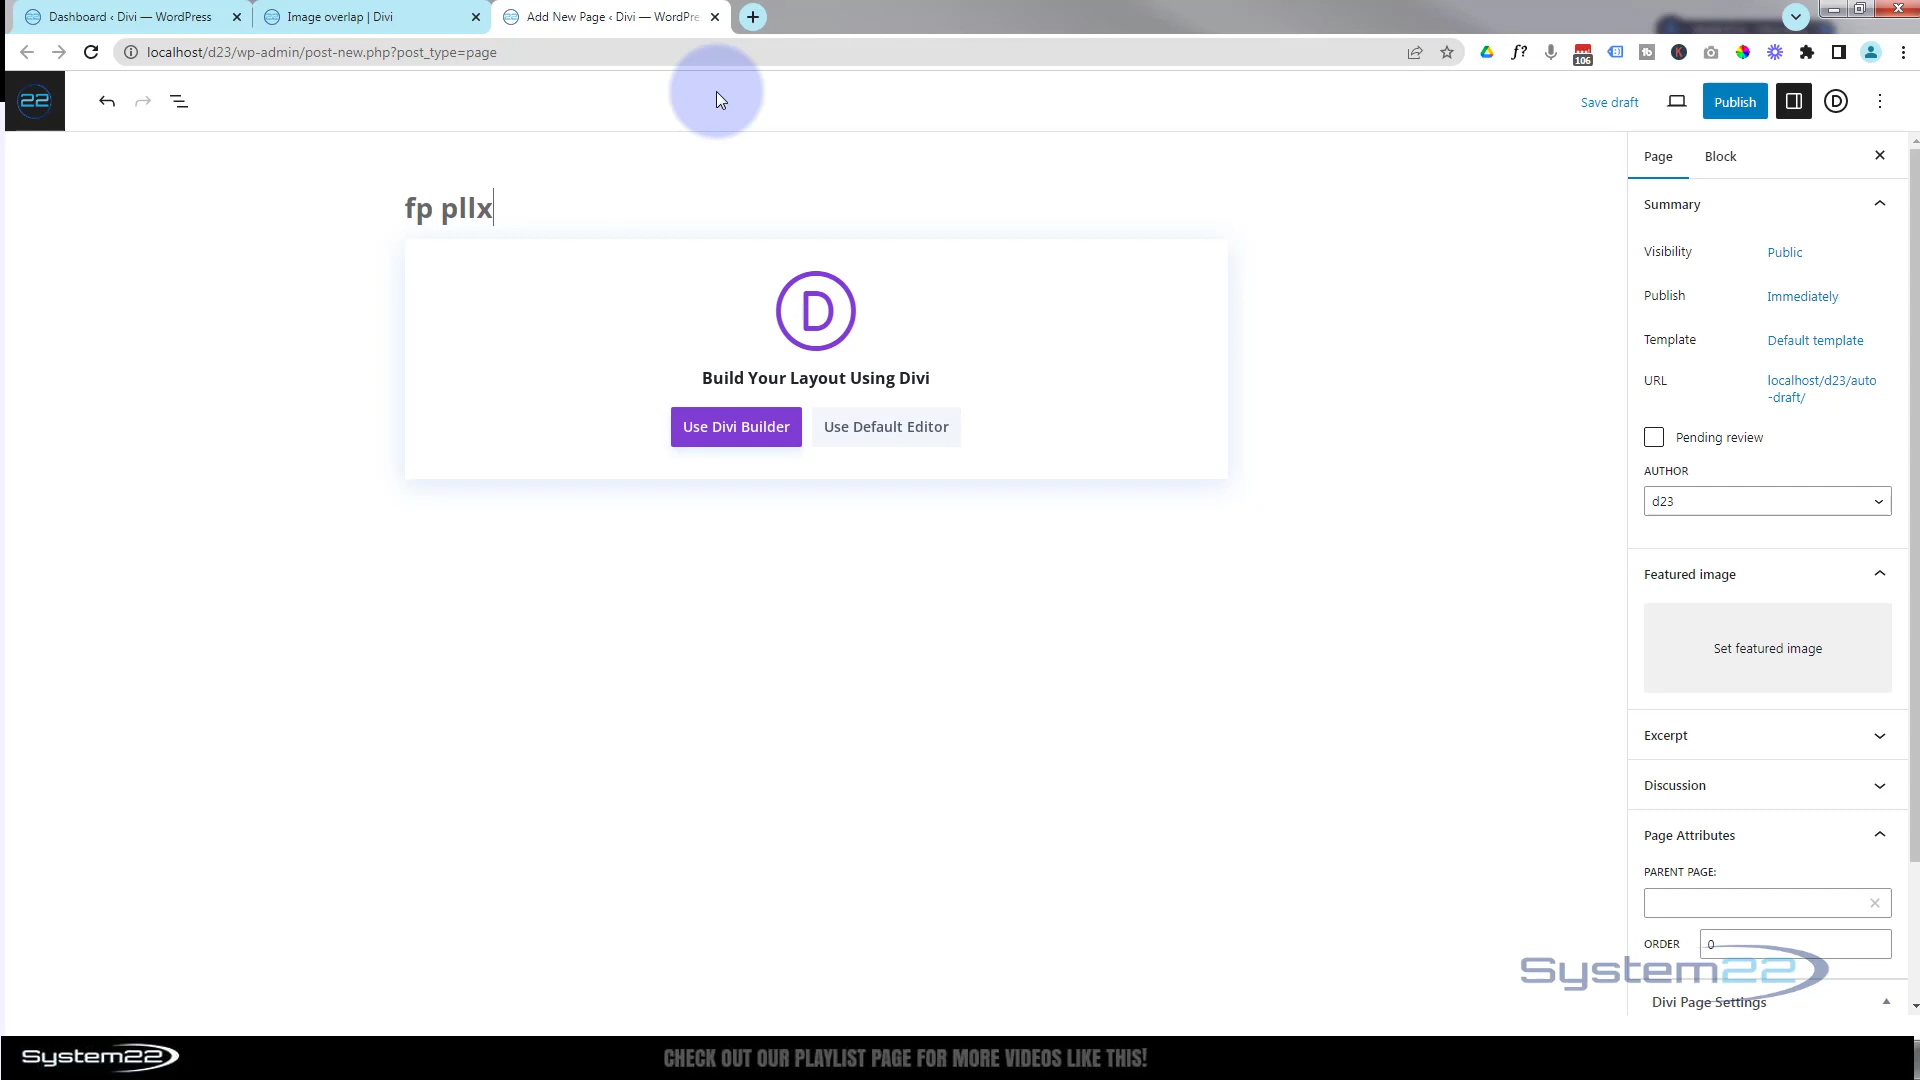 Dashboard ‹ Divi — WordPress
Image overlap | Divi
Add New Page ‹ Divi — WordPre
localhost/d23/wp-admin/post-new.php?post_type=page
f?
106
tb
K
22
Save draft
Publish
D
Page
Block
fp pllx
D
Build Your Layout Using Divi
Use Divi Builder
Use Default Editor
Summary
Visibility
Public
Publish
Immediately
Template
Default template
URL
localhost/d23/auto
-draft/
Pending review
AUTHOR
d23
Featured image
Set featured image
Excerpt
Discussion
Page Attributes
PARENT PAGE:
ORDER
0
System22
Divi Page Settings
System22
CHECK OUT OUR PLAYLIST PAGE FOR MORE VIDEOS LIKE THIS!